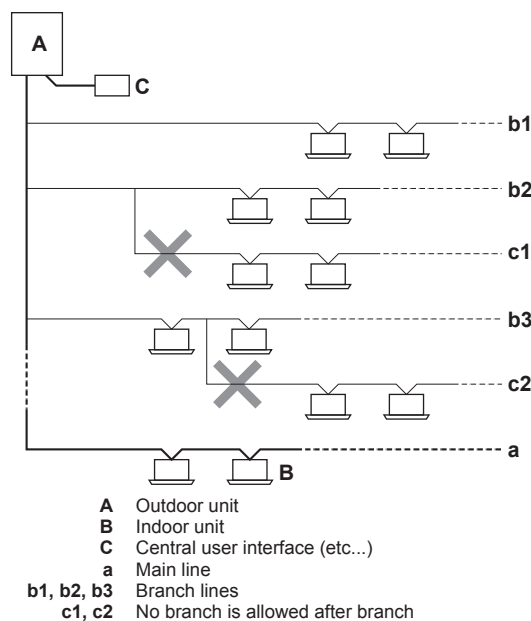 A
C
b1
b2
c1
b3
c2
a
B
A Outdoor unit
B Indoor unit
C Central user interface (etc...)
a Main line
b1, b2, b3 Branch lines
c1, c2 No branch is allowed after branch